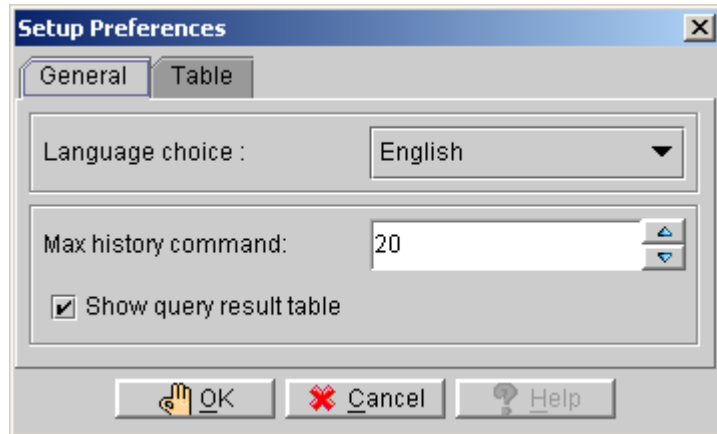 Setup Preferences
General Table
Language choice : English
Max history command: 20
Show query result table
OK Cancel Help